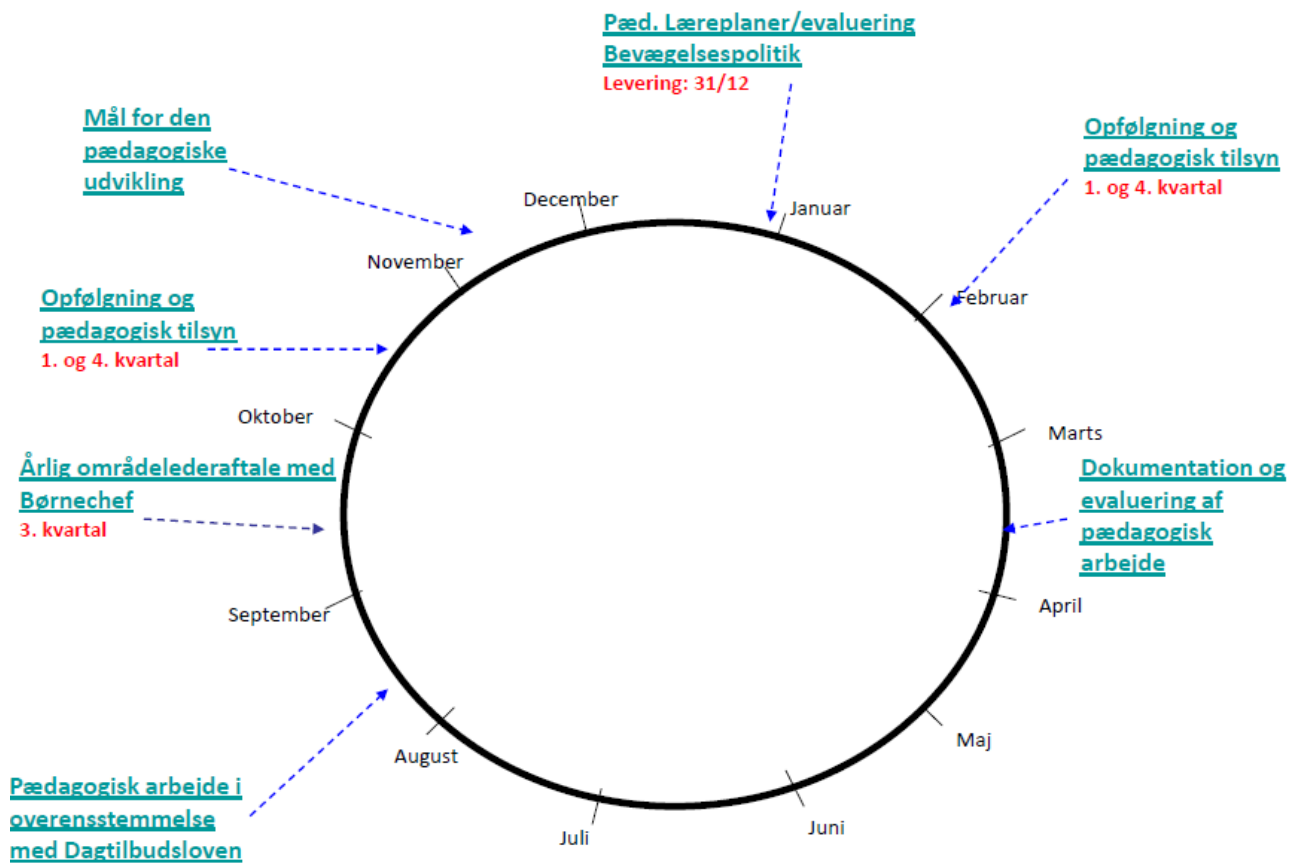 Pæd. Læreplaner/evaluering
Bevægelsespolitik
Levering: 31/12
Mål for den
pædagogiske
udvikling
Opfølgning og
pædagogisk tilsyn
1. og 4. kvartal
December
Januar
November
Februar
Opfølgning og
pædagogisk tilsyn
1. og 4. kvartal
Oktober
Marts
Årlig områdelederaftale med
Børnechef
3. kvartal
Dokumentation og
evaluering af
pædagogisk
arbejde
September
April
August
Maj
Juli
Juni
Pædagogisk arbejde i
overensstemmelse
med Dagtilbudsloven